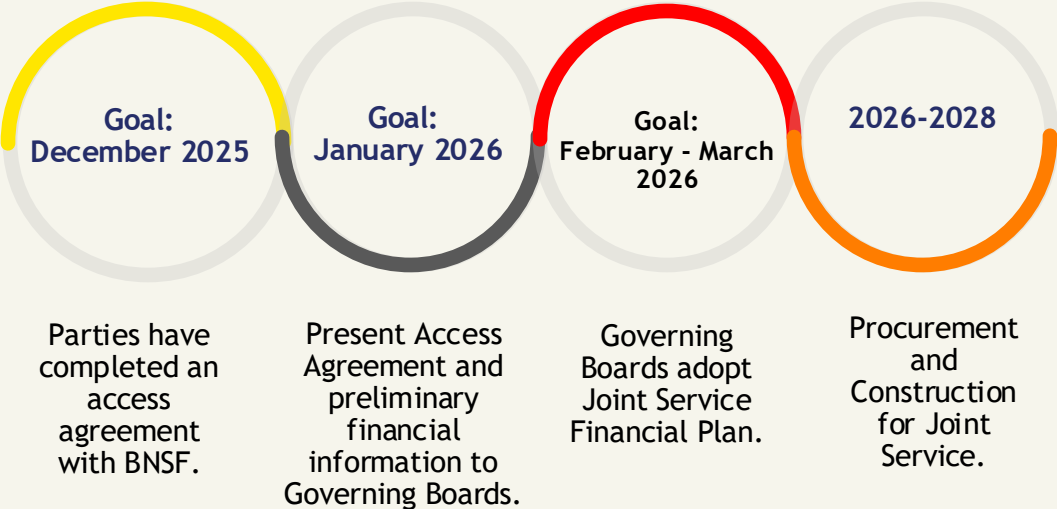 Goal:
December 2025
Goal:
January 2026
Goal:
February - March
2026
2026-2028
Parties have
completed an
access
agreement
with BNSF.
Present Access
Agreement and
preliminary
financial
information to
Governing Boards.
Governing
Boards adopt
Joint Service
Financial Plan.
Procurement
and
Construction
for Joint
Service.